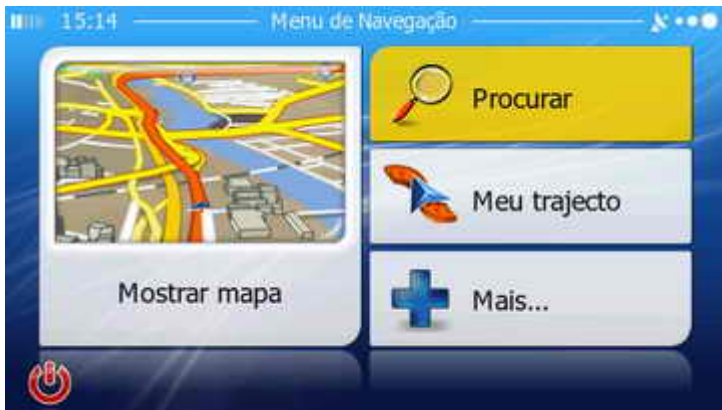 15:14
Menu de Navegação
Procurar
Meu trajecto
Mostrar mapa
Mais...